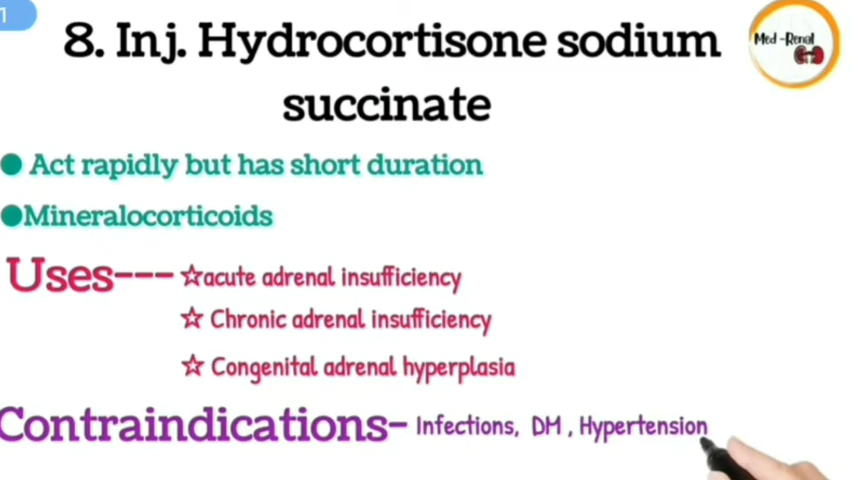 1
8. Inj. Hydrocortisone sodium
succinate
Med-Renal
● Act rapidly but has short duration
●Mineralocorticoids
Uses--- ☆acute adrenal insufficiency
☆ Chronic adrenal insufficiency
☆ Congenital adrenal hyperplasia
Contraindications- Infections, DM , Hypertension